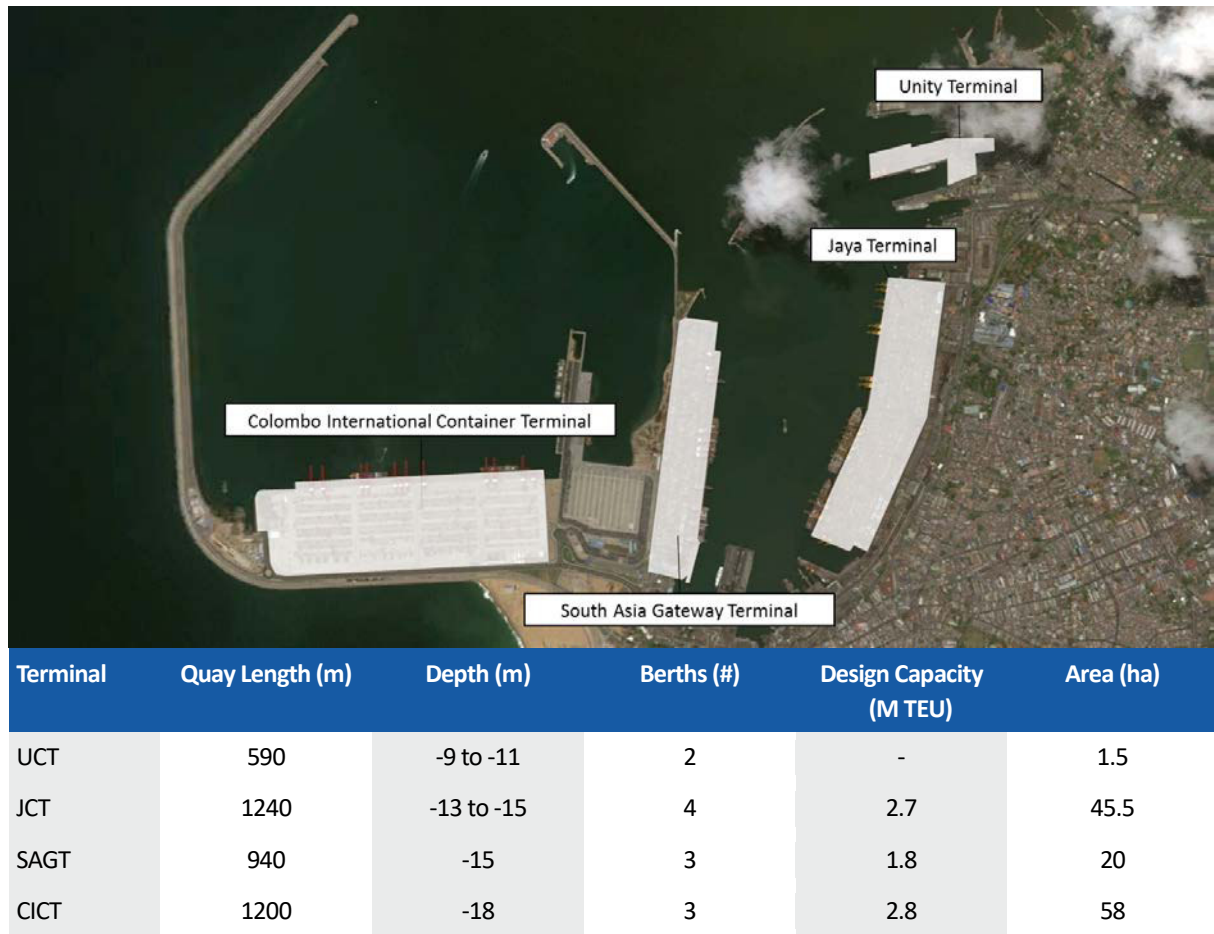 Unity Terminal
Jaya Terminal
Colombo International Container Terminal
South Asia Gateway Terminal
Terminal Quay Length (m) Depth (m) Berths (#) Design Capacity (M TEU) Area (ha)
UCT 590 -9 to -11 2 - 1.5
JCT 1240 -13 to -15 4 2.7 45.5
SAGT 940 -15 3 1.8 20
CICT 1200 -18 3 2.8 58